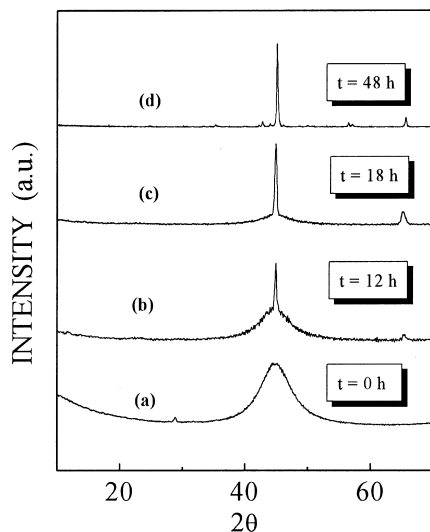 (d)
t = 48 h
(c)
t = 18 h
(b)
t = 12 h
(a)
t = 0 h
INTENSITY (a.u.)
20
40
60
2θ